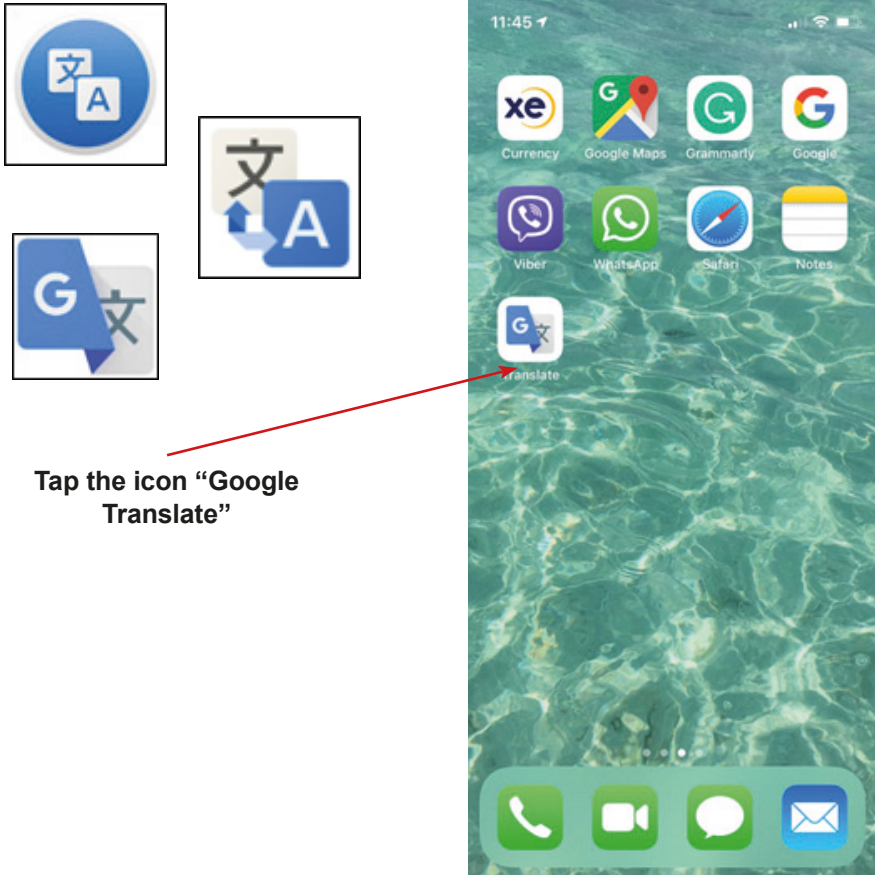 文
A
文
A
G
文
Tap the icon “Google
Translate”
11:45
xe
G
G
G
Currency
Google Maps
Grammarly
Google
Viber
WhatsApp
Safari
Notes
G
文
Translate